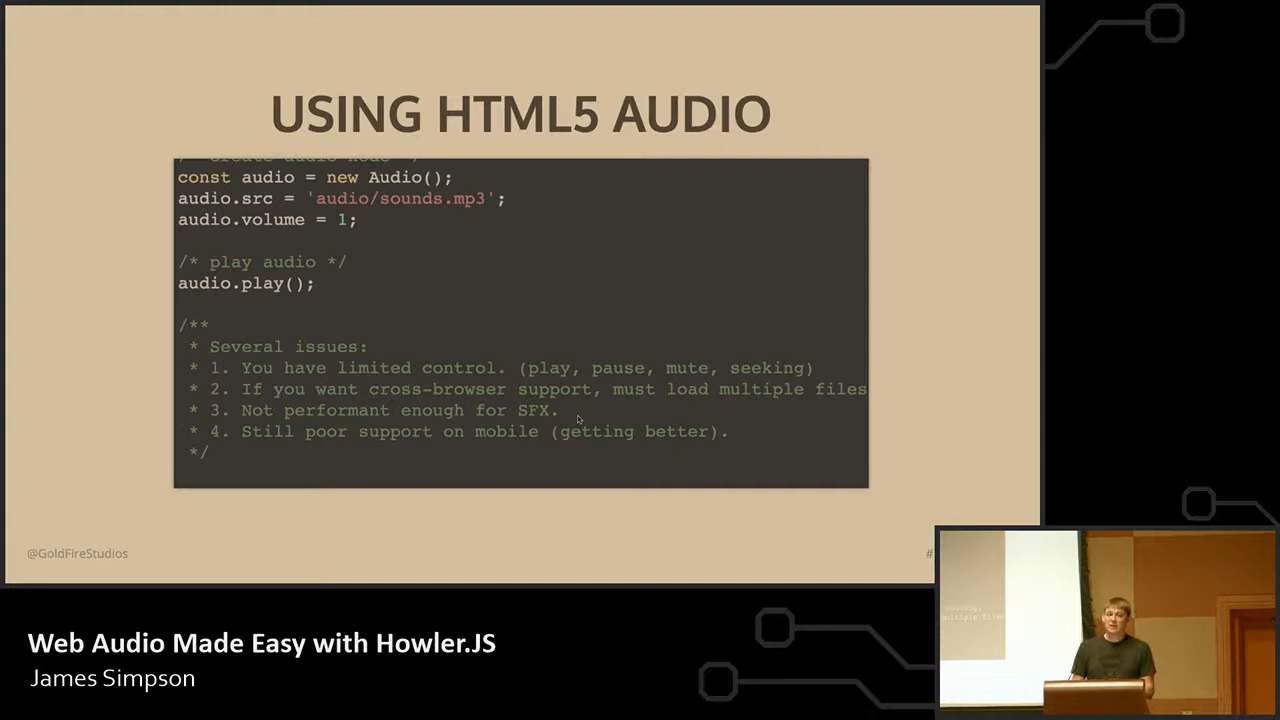 USING HTML5 AUDIO
/* create audio node */
const audio = new Audio();
audio.src = 'audio/sounds.mp3';
audio.volume = 1;
/* play audio */
audio.play();
/**
* Several issues:
* 1. You have limited control. (play, pause, mute, seeking)
* 2. If you want cross-browser support, must load multiple files
* 3. Not performant enough for SFX.
* 4. Still poor support on mobile (getting better).
*/
@GoldFireStudios
#
Web Audio Made Easy with Howler.JS
James Simpson